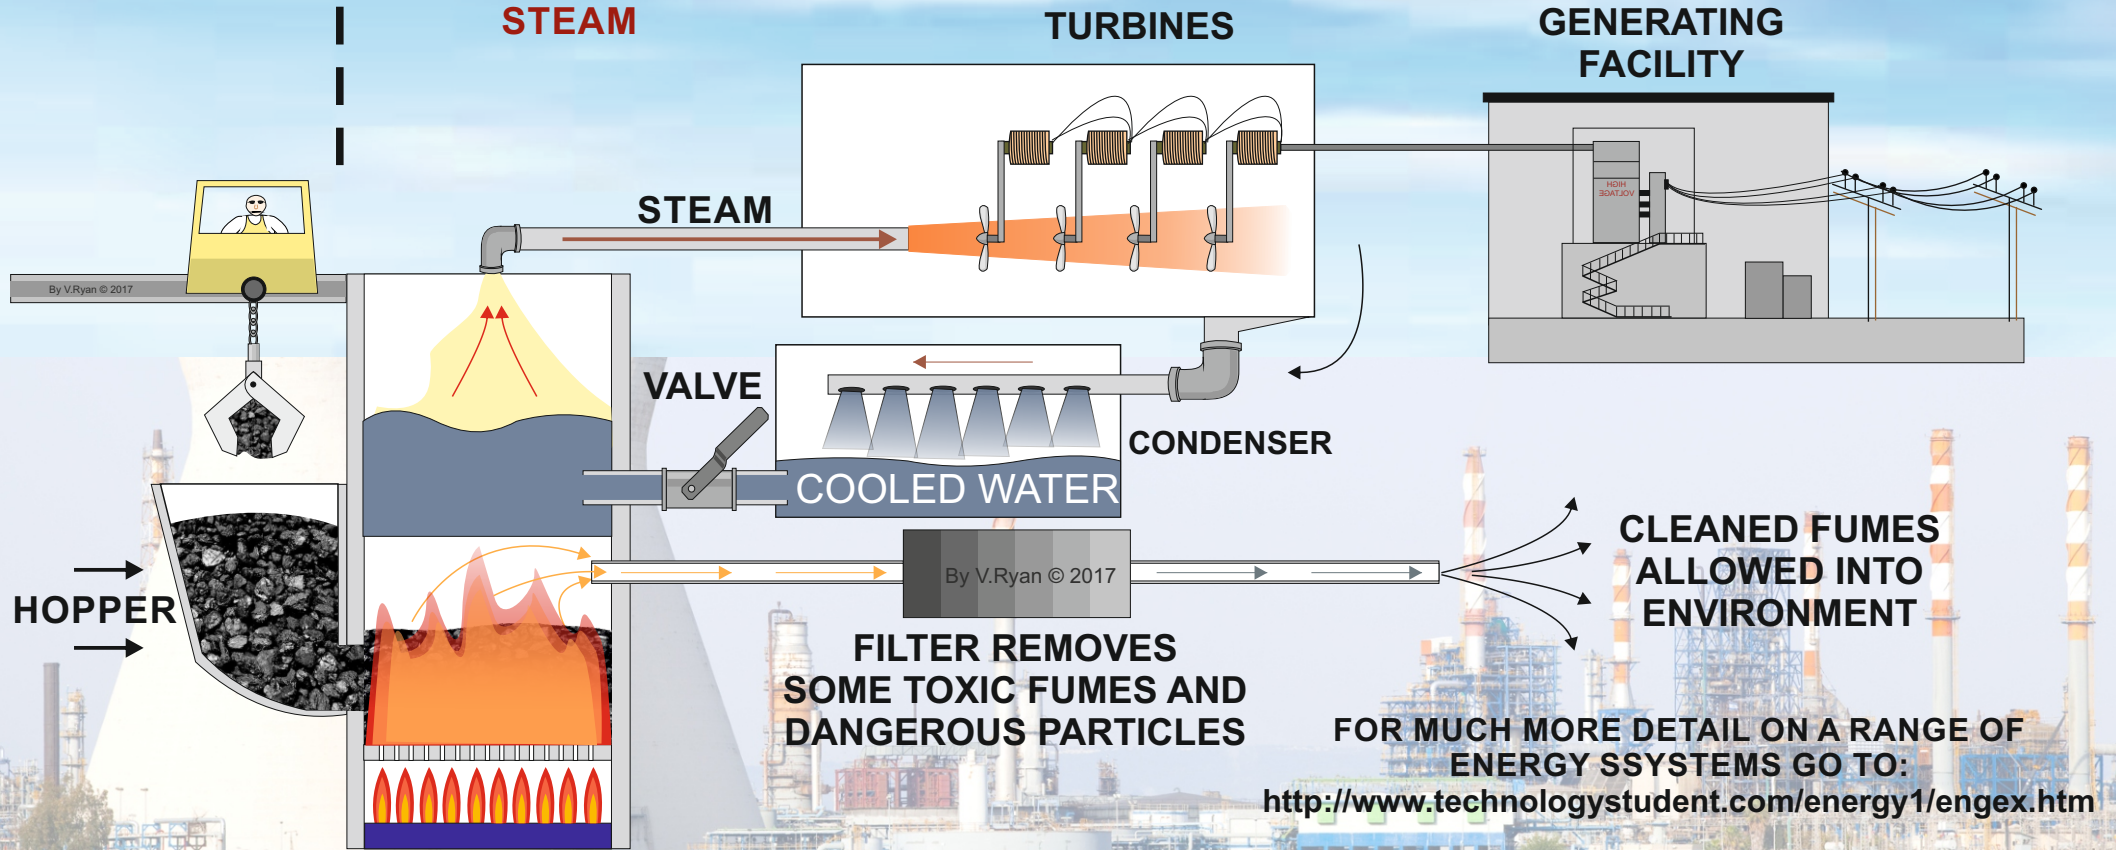 STEAM
TURBINES
GENERATING
FACILITY
HIGH
VOLTAGE
STEAM
By V.Ryan © 2017
VALVE
CONDENSER
COOLED WATER
HOPPER
By V.Ryan © 2017
CLEANED FUMES
ALLOWED INTO
ENVIRONMENT
FILTER REMOVES
SOME TOXIC FUMES AND
DANGEROUS PARTICLES
FOR MUCH MORE DETAIL ON A RANGE OF
ENERGY SSYSTEMS GO TO:
http://www.technologystudent.com/energy1/engex.htm